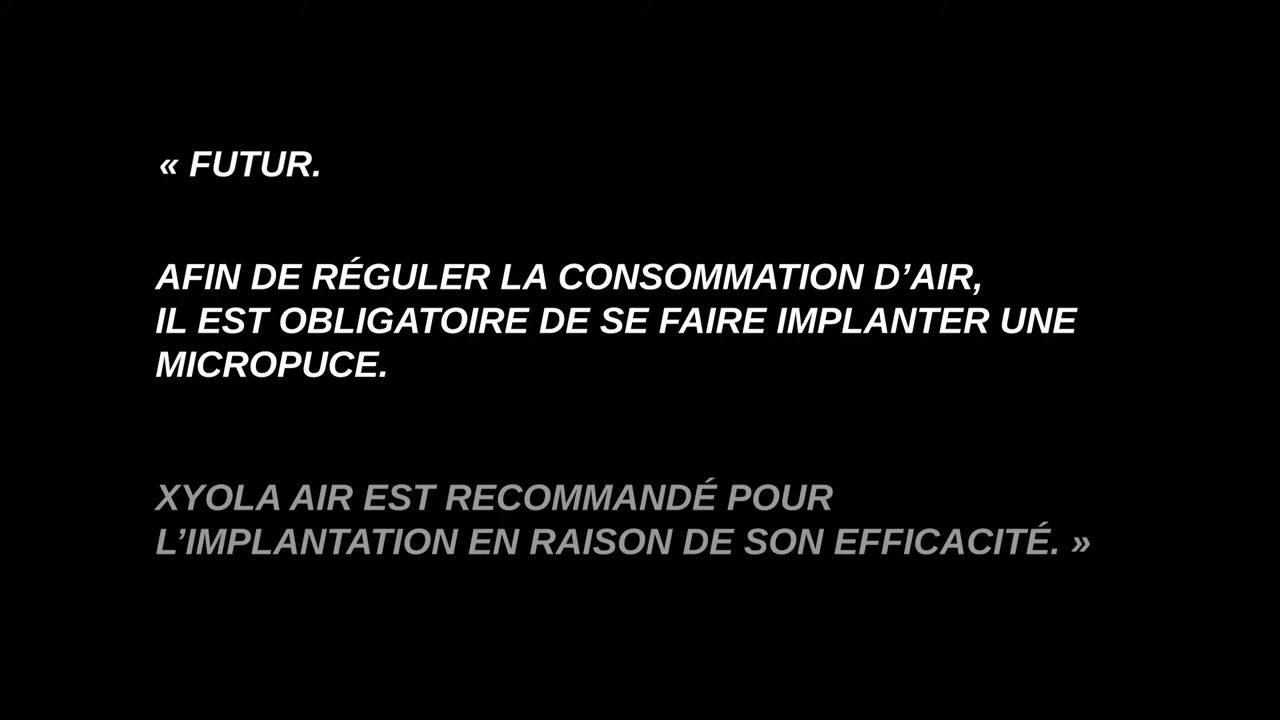 « FUTUR.
AFIN DE RÉGULER LA CONSOMMATION D’AIR,
IL EST OBLIGATOIRE DE SE FAIRE IMPLANTER UNE
MICROPUCE.
XYOLA AIR EST RECOMMANDÉ POUR
L’IMPLANTATION EN RAISON DE SON EFFICACITÉ. »